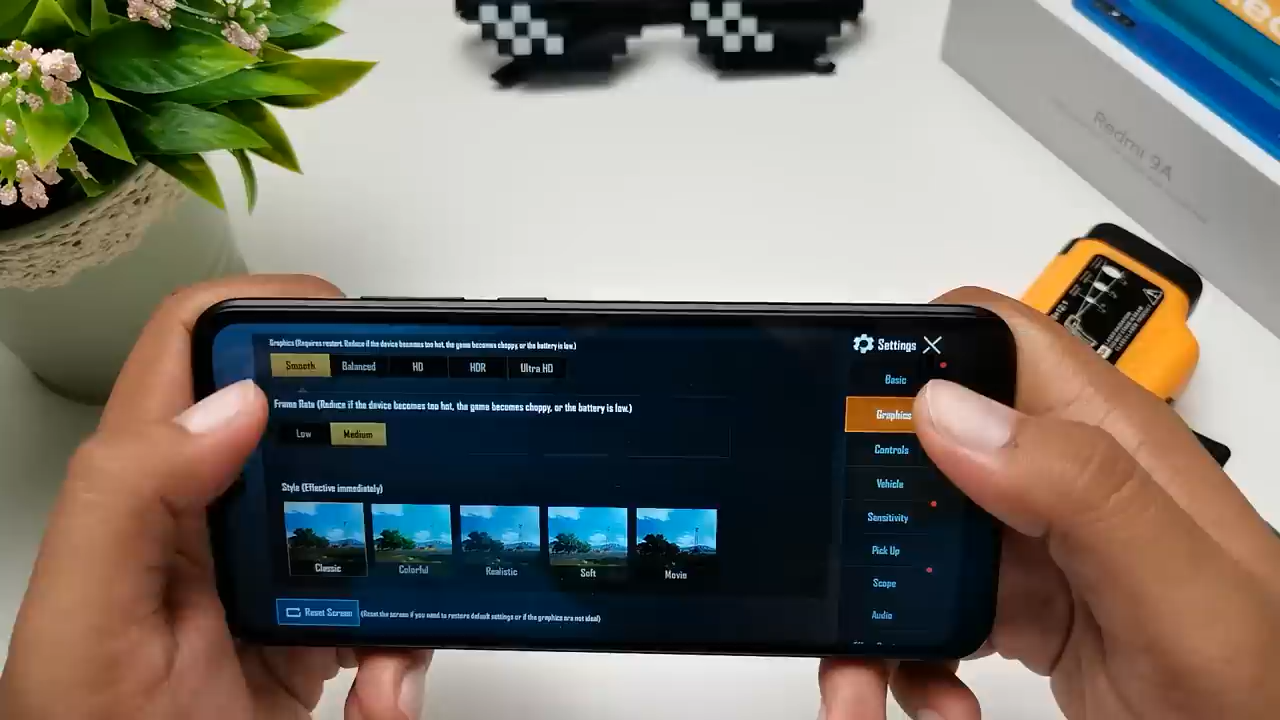 Redmi 9A
Graphics (Requires restart. Reduce if the device becomes too hot, the game becomes choppy, or the battery is low.)
Smooth Balanced HD HDR Ultra HD
Frame Rate (Reduce if the device becomes too hot, the game becomes choppy, or the battery is low.)
Low Medium
Style (Effective immediately)
Classic Colorful Realistic Soft Movie
Reset Screen (Reset the screen if you need to restore default settings or if the graphics are not ideal)
Settings
Basic
Graphics
Controls
Vehicle
Sensitivity
Pick Up
Scope
Audio